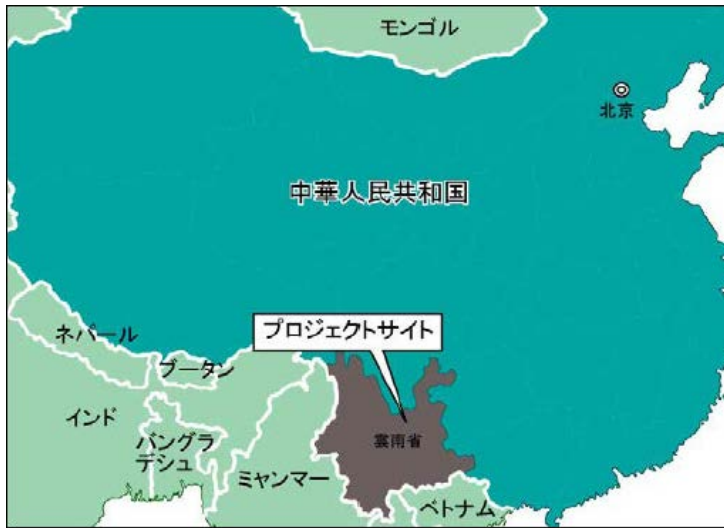 モンゴル
北京
中華人民共和国
プロジェクトサイト
ネパール
ブータン
インド
バングラ
デシュ
ミャンマー
雲南省
ベトナム